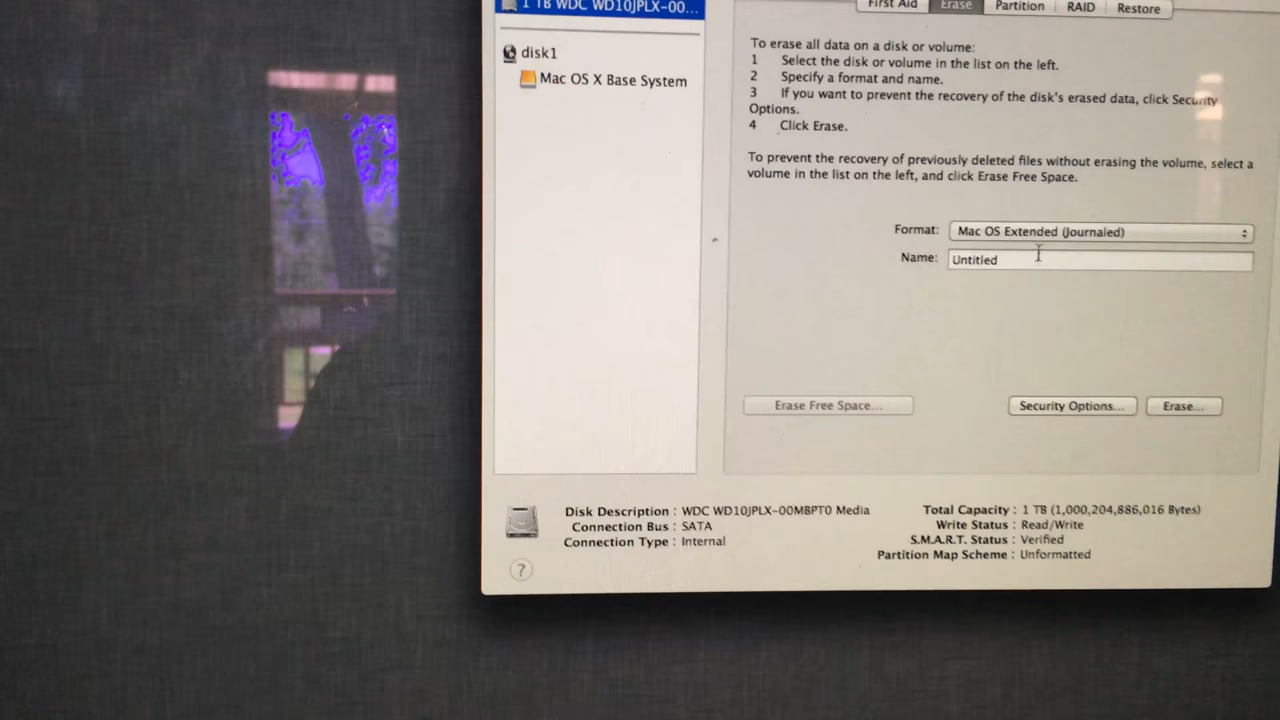 1 TB WDC WD10JPLX-00...
disk1
Mac OS X Base System
First Aid
Erase
Partition
RAID
Restore
To erase all data on a disk or volume:
1 Select the disk or volume in the list on the left.
2 Specify a format and name.
3 If you want to prevent the recovery of the disk's erased data, click Security
Options.
4 Click Erase.
To prevent the recovery of previously deleted files without erasing the volume, select a
volume in the list on the left, and click Erase Free Space.
Format: Mac OS Extended (Journaled)
Name: Untitled
Erase Free Space...
Security Options...
Erase...
Disk Description : WDC WD10JPLX-00MBPT0 Media
Connection Bus : SATA
Connection Type : Internal
Total Capacity : 1 TB (1,000,204,886,016 Bytes)
Write Status : Read/Write
S.M.A.R.T. Status : Verified
Partition Map Scheme : Unformatted
?